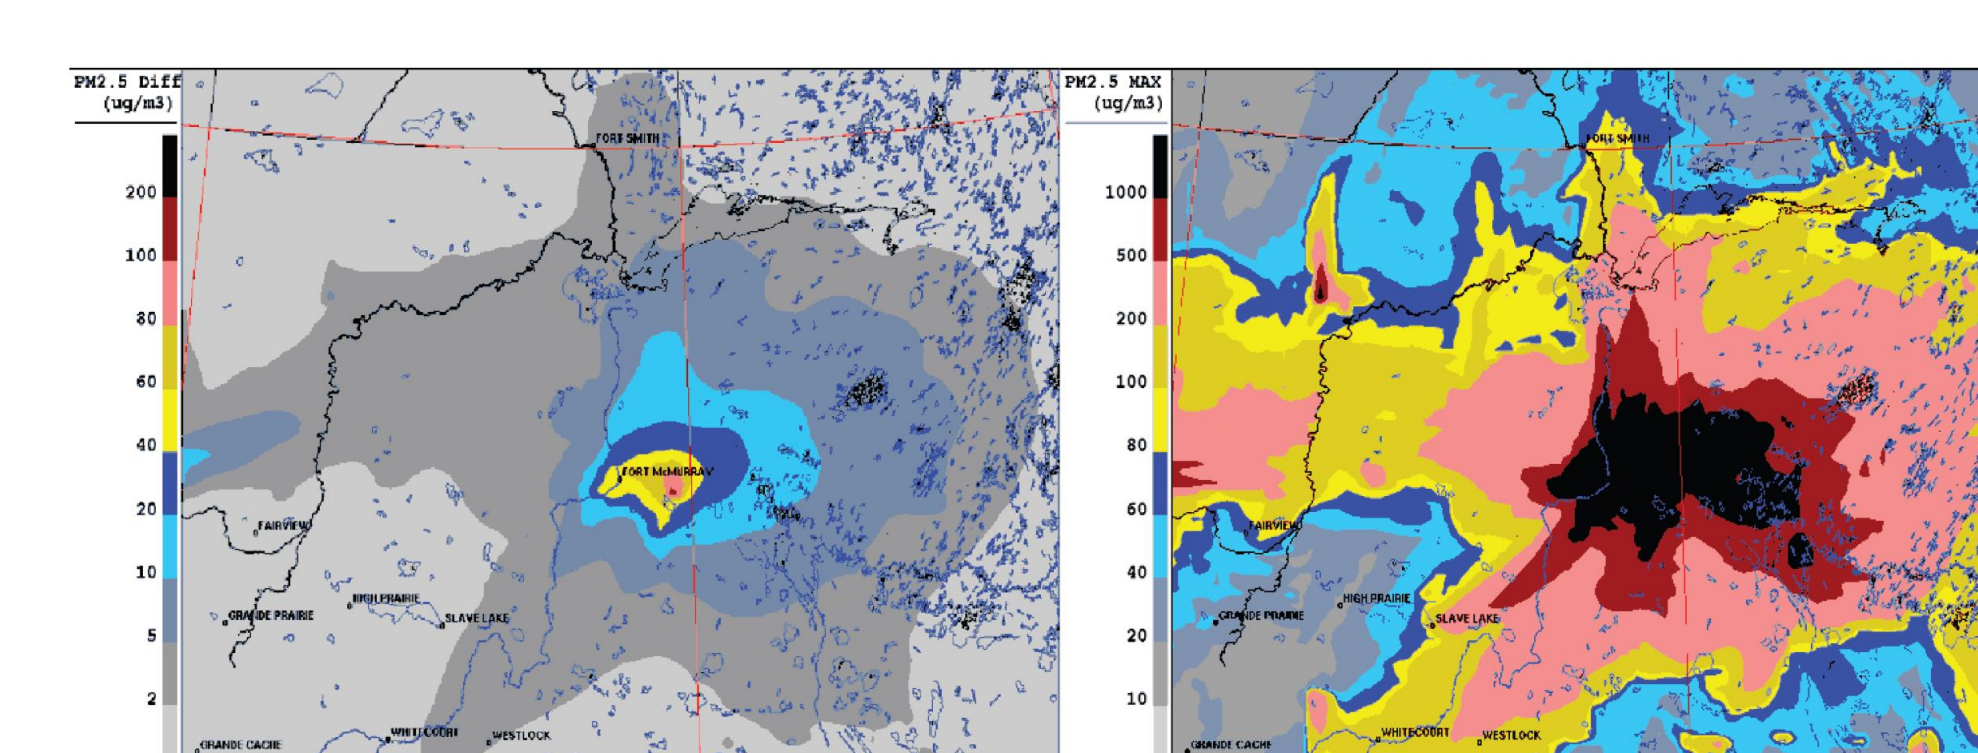 PM2.5 Diff
(ug/m3)
200
100
80
60
40
20
10
5
2
FORT SMITH
FORT McMURRAY
FAIRVIEW
HIGH PRAIRIE
GRANDE PRAIRIE
SLAVE LAKE
WHITECOURT
WESTLOCK
GRANDE CACHE
PM2.5 MAX
(ug/m3)
1000
500
200
100
80
60
40
20
10
FORT SMITH
FAIRVIEW
HIGH PRAIRIE
GRANDE PRAIRIE
SLAVE LAKE
WHITECOURT
WESTLOCK
GRANDE CACHE